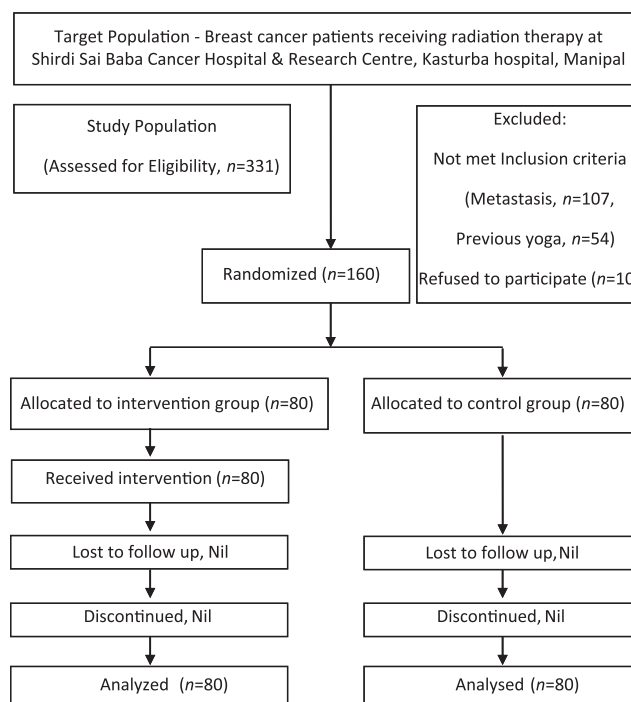 Target Population - Breast cancer patients receiving radiation therapy at
Shirdi Sai Baba Cancer Hospital & Research Centre, Kasturba hospital, Manipal
Study Population
(Assessed for Eligibility, n=331)
Excluded:
Not met Inclusion criteria
(Metastasis, n=107,
Previous yoga, n=54)
Refused to participate (n=10
Randomized (n=160)
Allocated to intervention group (n=80)
Allocated to control group (n=80)
Received intervention (n=80)
Lost to follow up, Nil
Lost to follow up, Nil
Discontinued, Nil
Discontinued, Nil
Analyzed (n=80)
Analysed (n=80)